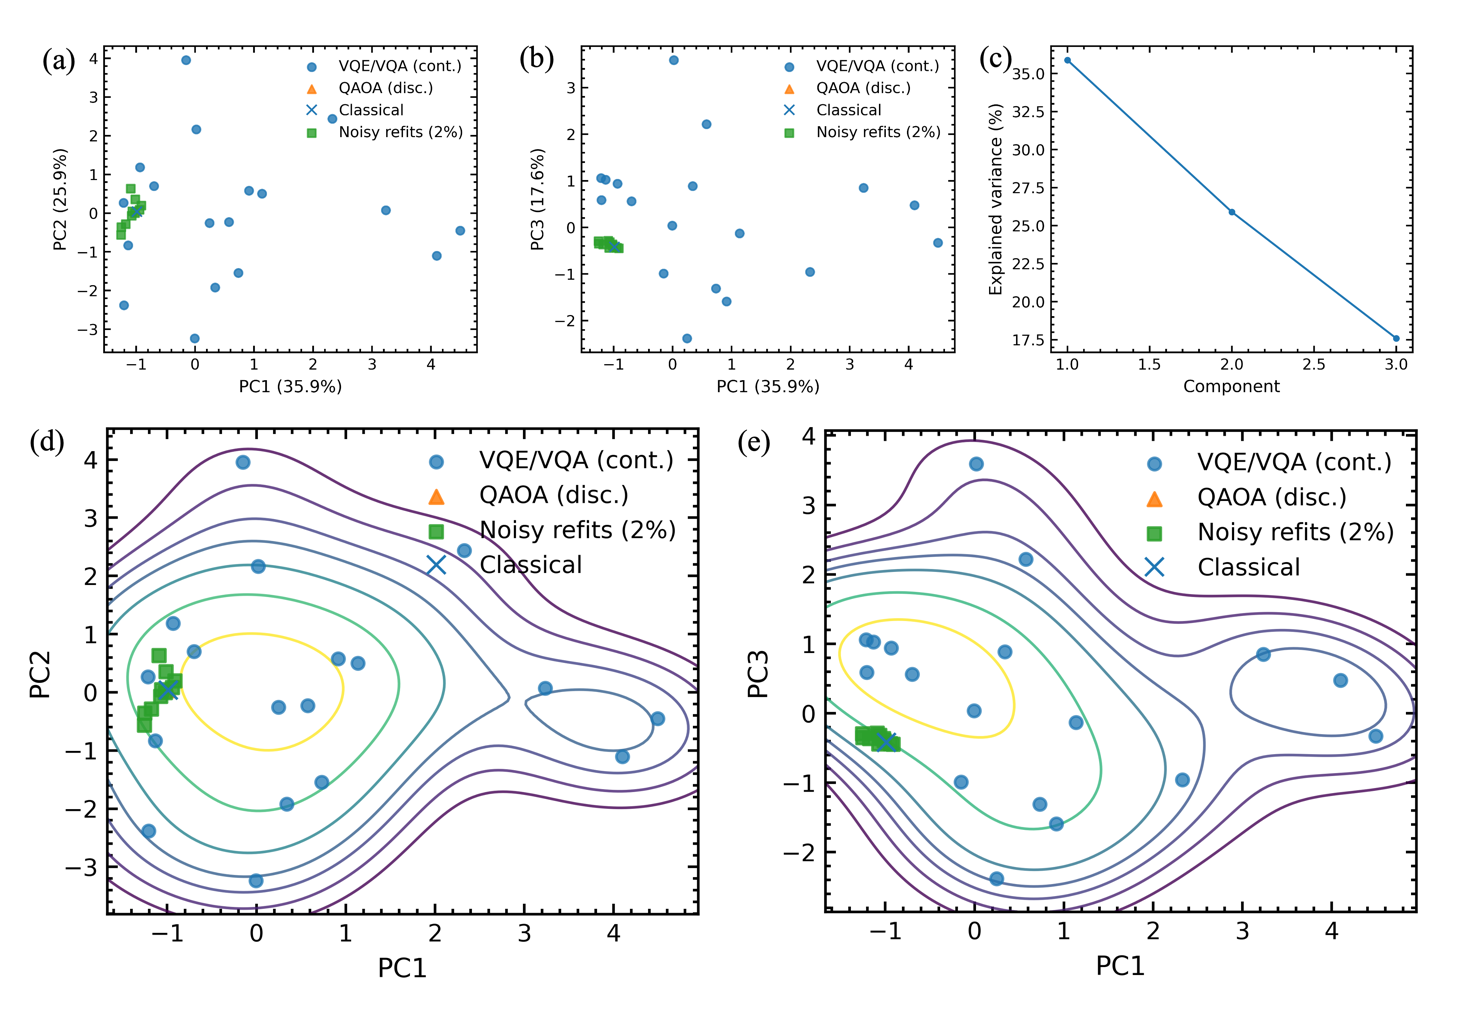 (a)
4
3
2
1
0
−1
−2
−3
PC2 (25.9%)
VQE/VQA (cont.)
QAOA (disc.)
Classical
Noisy refits (2%)
−1 0 1 2 3 4
PC1 (35.9%)
(b)
3
2
1
0
−1
−2
PC3 (17.6%)
VQE/VQA (cont.)
QAOA (disc.)
Classical
Noisy refits (2%)
−1 0 1 2 3 4
PC1 (35.9%)
(c)
35.0
32.5
30.0
27.5
25.0
22.5
20.0
17.5
Explained variance (%)
1.0 1.5 2.0 2.5 3.0
Component
(d)
4
3
2
1
0
−1
−2
−3
PC2
VQE/VQA (cont.)
QAOA (disc.)
Noisy refits (2%)
Classical
−1 0 1 2 3 4
PC1
(e)
4
3
2
1
0
−1
−2
PC3
VQE/VQA (cont.)
QAOA (disc.)
Noisy refits (2%)
Classical
−1 0 1 2 3 4
PC1